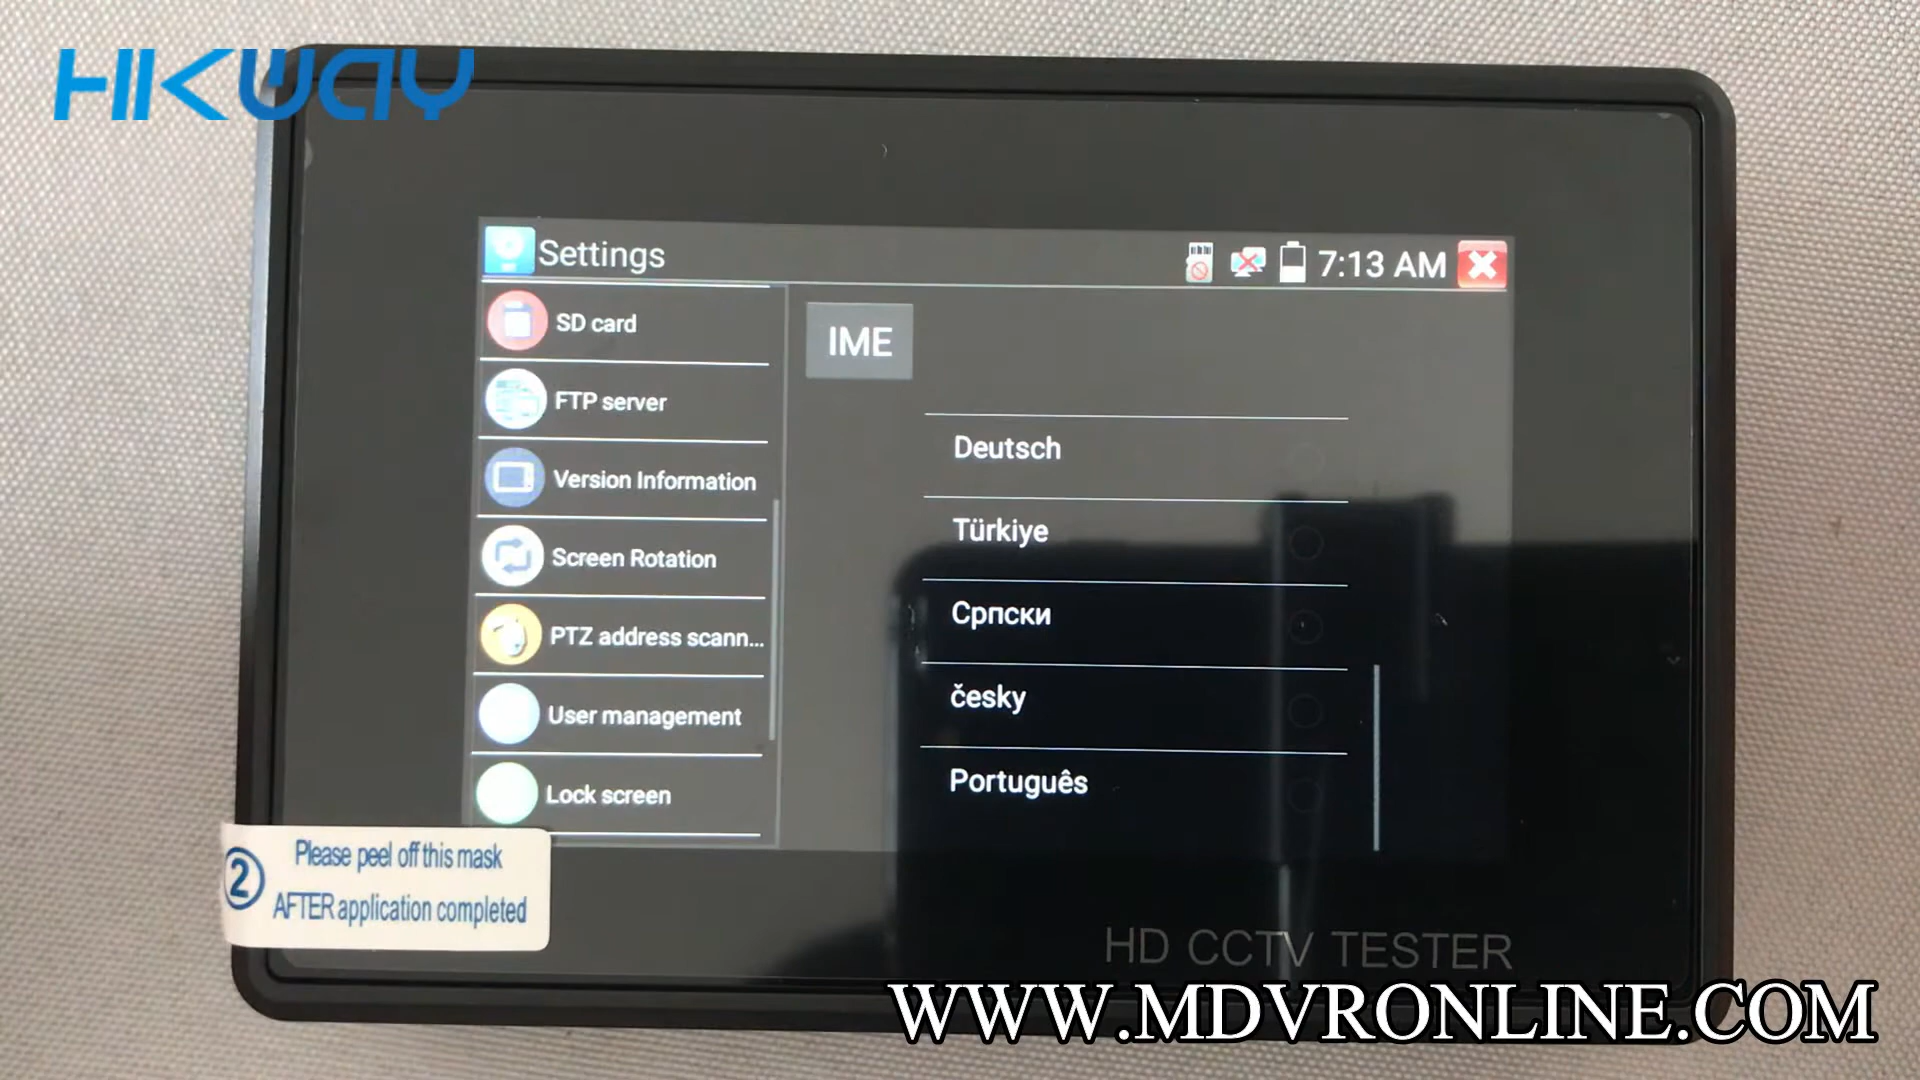 HIKWAY
Settings
7:13 AM
SD card
FTP server
Version Information
Screen Rotation
PTZ address scann...
User management
Lock screen
IME
Deutsch
Türkiye
Српски
česky
Português
2
Please peel off this mask
AFTER application completed
HD CCTV TESTER
WWW.MDVRONLINE.COM